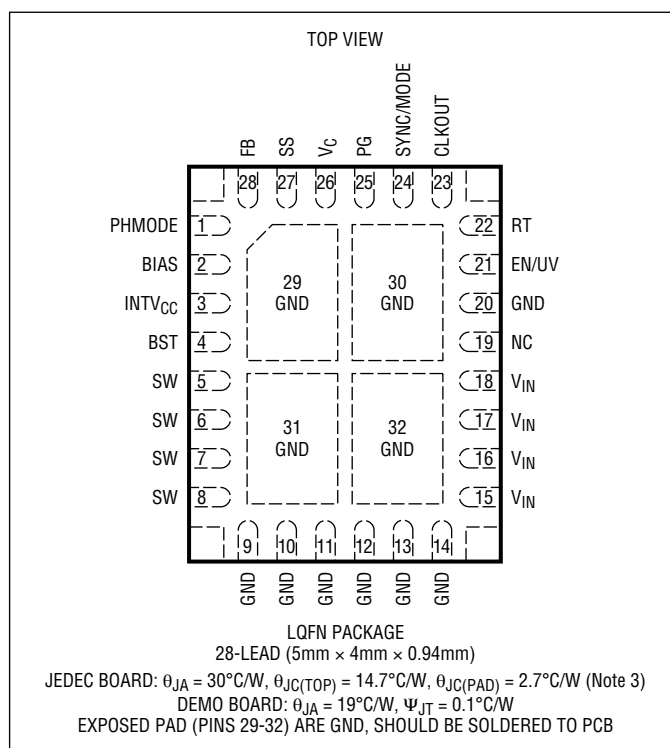 TOP VIEW
FB SS VC PG SYNC/MODE CLKOUT
28 27 26 25 24 23
PHMODE 1 22 RT
BIAS 2 21 EN/UV
29 30
GND GND
INTVCC 3 20 GND
BST 4 19 NC
SW 5 18 VIN
SW 6 17 VIN
31 32
GND GND
SW 7 16 VIN
SW 8 15 VIN
9 10 11 12 13 14
GND GND GND GND GND GND
LQFN PACKAGE
28-LEAD (5mm × 4mm × 0.94mm)
JEDEC BOARD: θJA = 30°C/W, θJC(TOP) = 14.7°C/W, θJC(PAD) = 2.7°C/W (Note 3)
DEMO BOARD: θJA = 19°C/W, ΨJT = 0.1°C/W
EXPOSED PAD (PINS 29-32) ARE GND, SHOULD BE SOLDERED TO PCB